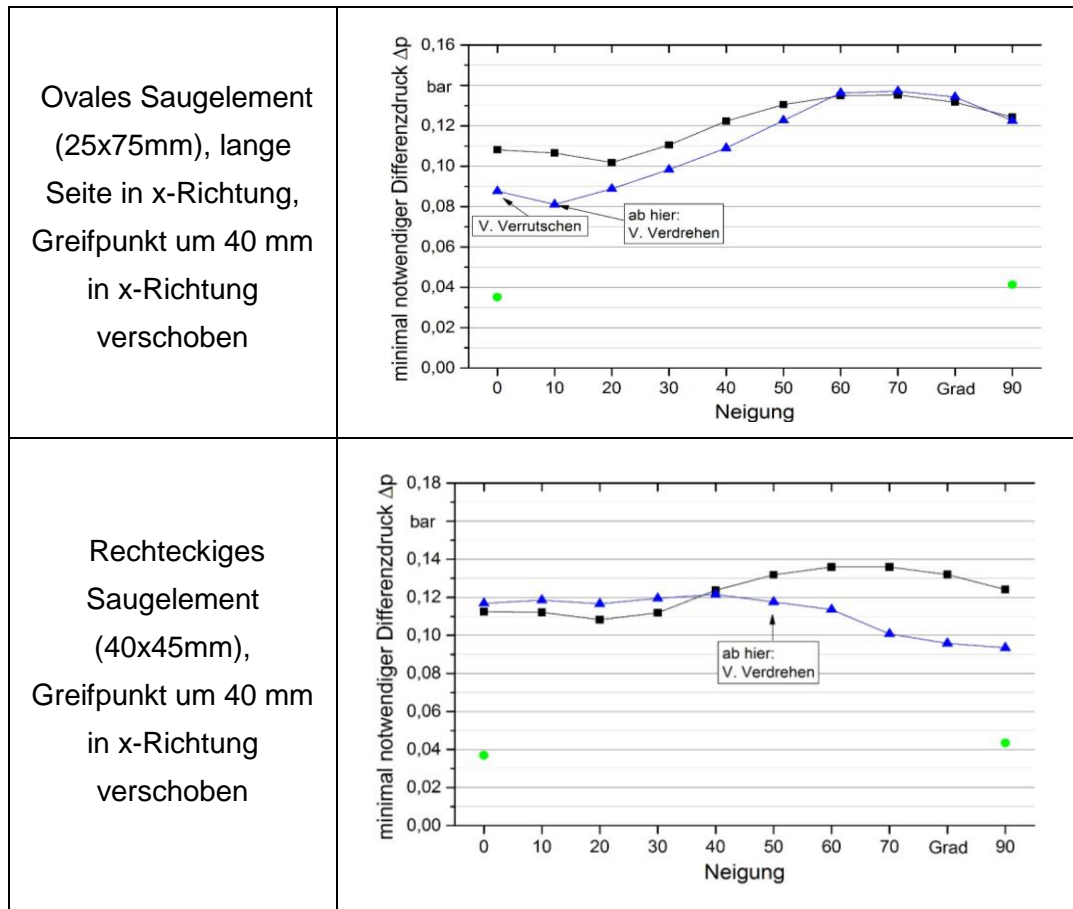 Ovales Saugelement
(25x75mm), lange
Seite in x-Richtung,
Greifpunkt um 40 mm
in x-Richtung
verschoben
minimal notwendiger Differenzdruck Δp
0,16
bar
0,12
0,10
0,08
0,06
0,04
0,02
0,00
V. Verrutschen
ab hier:
V. Verdrehen
0 10 20 30 40 50 60 70 Grad 90
Neigung
Rechteckiges
Saugelement
(40x45mm),
Greifpunkt um 40 mm
in x-Richtung
verschoben
minimal notwendiger Differenzdruck Δp
0,18
bar
0,14
0,12
0,10
0,08
0,06
0,04
0,02
0,00
ab hier:
V. Verdrehen
0 10 20 30 40 50 60 70 Grad 90
Neigung